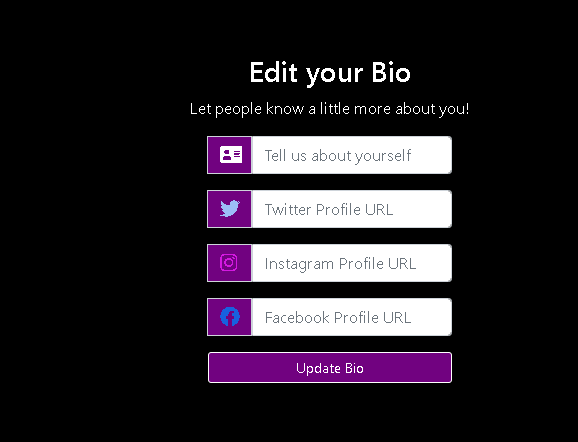 Edit your Bio
Let people know a little more about you!
Tell us about yourself
Twitter Profile URL
Instagram Profile URL
Facebook Profile URL
Update Bio